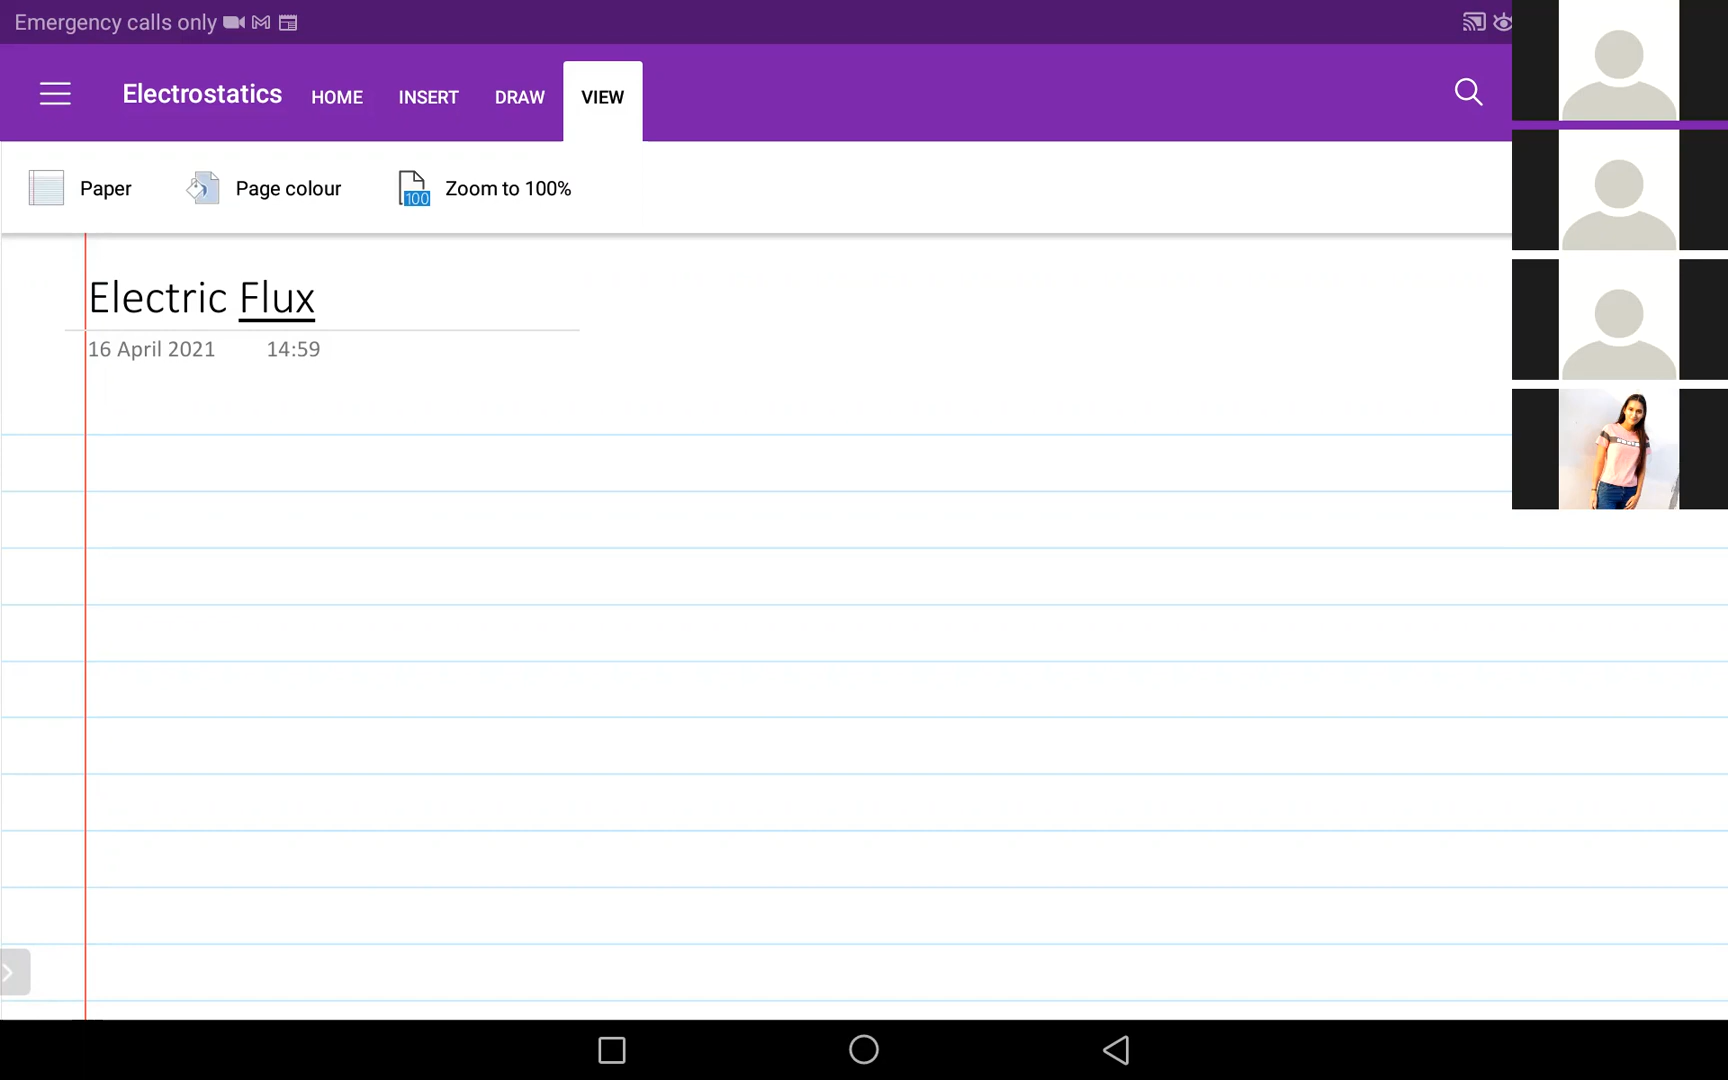 Emergency calls only
Electrostatics HOME INSERT DRAW VIEW
Paper Page colour 100 Zoom to 100%
Electric Flux
16 April 2021 14:59